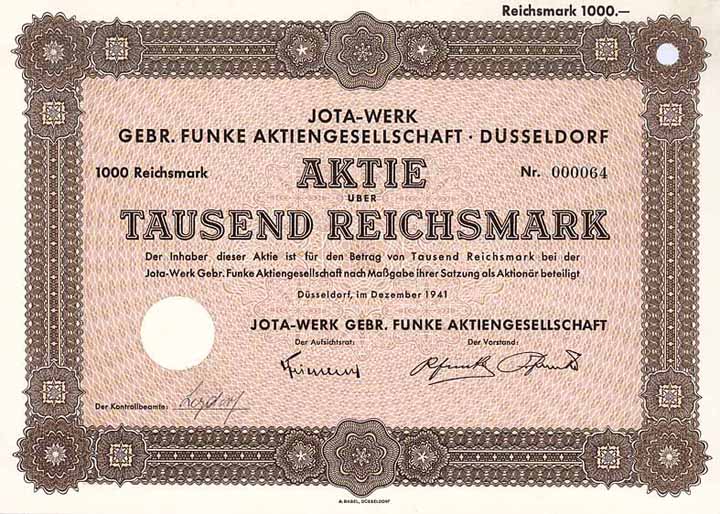 Reichsmark 1000.—
JOTA-WERK
GEBR. FUNKE AKTIENGESELLSCHAFT · DÜSSELDORF
1000 Reichsmark AKTIE Nr. 000064
ÜBER
TAUSEND REICHSMARK
Der Inhaber dieser Aktie ist für den Betrag von Tausend Reichsmark bei der
Jota-Werk Gebr. Funke Aktiengesellschaft nach Maßgabe ihrer Satzung als Aktionär beteiligt
Düsseldorf, im Dezember 1941
JOTA-WERK GEBR. FUNKE AKTIENGESELLSCHAFT
Der Aufsichtsrat: Der Vorstand:
Der Kontrollbeamte:
A. BAGEL, DÜSSELDORF